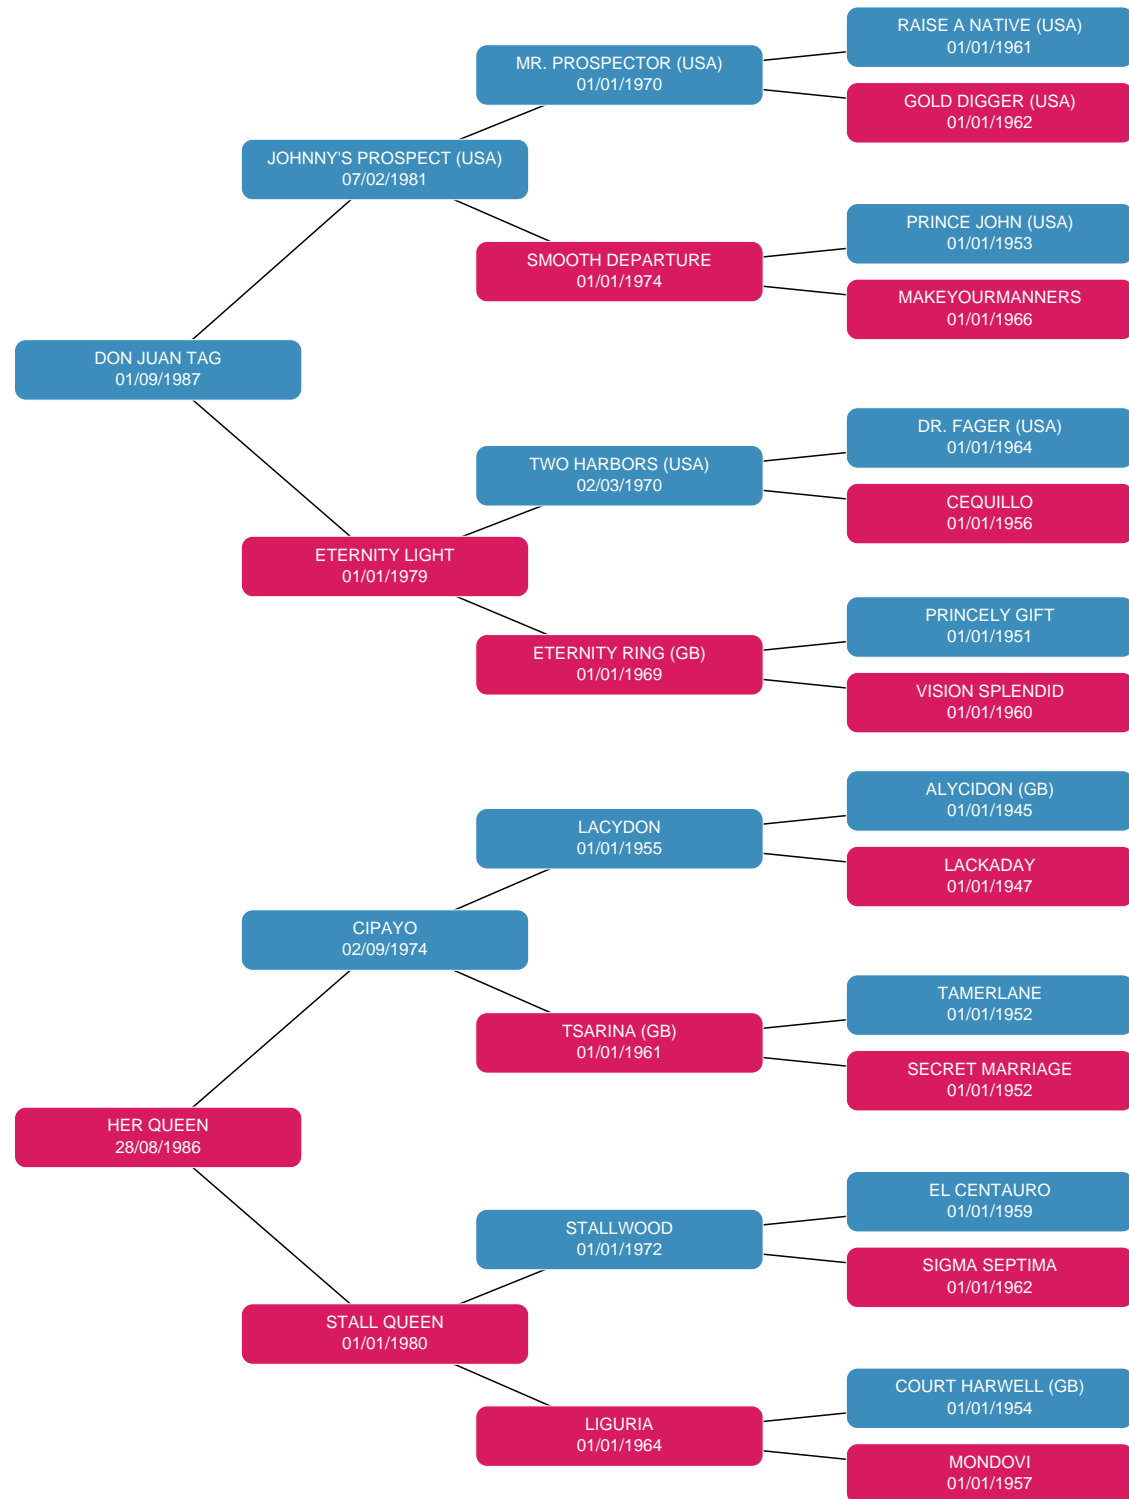 RAISE A NATIVE (USA)
01/01/1961
MR. PROSPECTOR (USA)
01/01/1970
GOLD DIGGER (USA)
01/01/1962
JOHNNY'S PROSPECT (USA)
07/02/1981
PRINCE JOHN (USA)
01/01/1953
SMOOTH DEPARTURE
01/01/1974
MAKEYOURMANNERS
01/01/1966
DON JUAN TAG
01/09/1987
DR. FAGER (USA)
01/01/1964
TWO HARBORS (USA)
02/03/1970
CEQUILLO
01/01/1956
ETERNITY LIGHT
01/01/1979
PRINCELY GIFT
01/01/1951
ETERNITY RING (GB)
01/01/1969
VISION SPLENDID
01/01/1960
ALYCIDON (GB)
01/01/1945
LACYDON
01/01/1955
LACKADAY
01/01/1947
CIPAYO
02/09/1974
TAMERLANE
01/01/1952
TSARINA (GB)
01/01/1961
SECRET MARRIAGE
01/01/1952
HER QUEEN
28/08/1986
EL CENTAURO
01/01/1959
STALLWOOD
01/01/1972
SIGMA SEPTIMA
01/01/1962
STALL QUEEN
01/01/1980
COURT HARWELL (GB)
01/01/1954
LIGURIA
01/01/1964
MONDOVI
01/01/1957